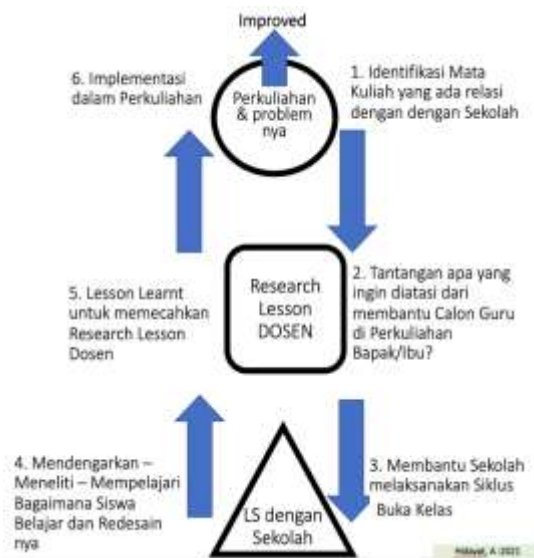 Improved
6. Implementasi
dalam Perkuliahan
Perkuliahan
& problem
nya
1. Identifikasi Mata
Kuliah yang ada relasi
dengan dengan Sekolah
5. Lesson Learnt
untuk memecahkan
Research Lesson
Dosen
Research
Lesson
DOSEN
2. Tantangan apa yang
ingin diatasi dari
membantu Calon Guru
di Perkuliahan
Bapak/Ibu?
4. Mendengarkan –
Meneliti – Mempelajari
Bagaimana Siswa
Belajar dan Redesain
nya
LS dengan
Sekolah
3. Membantu Sekolah
melaksanakan Siklus
Buka Kelas
Hidayat, A